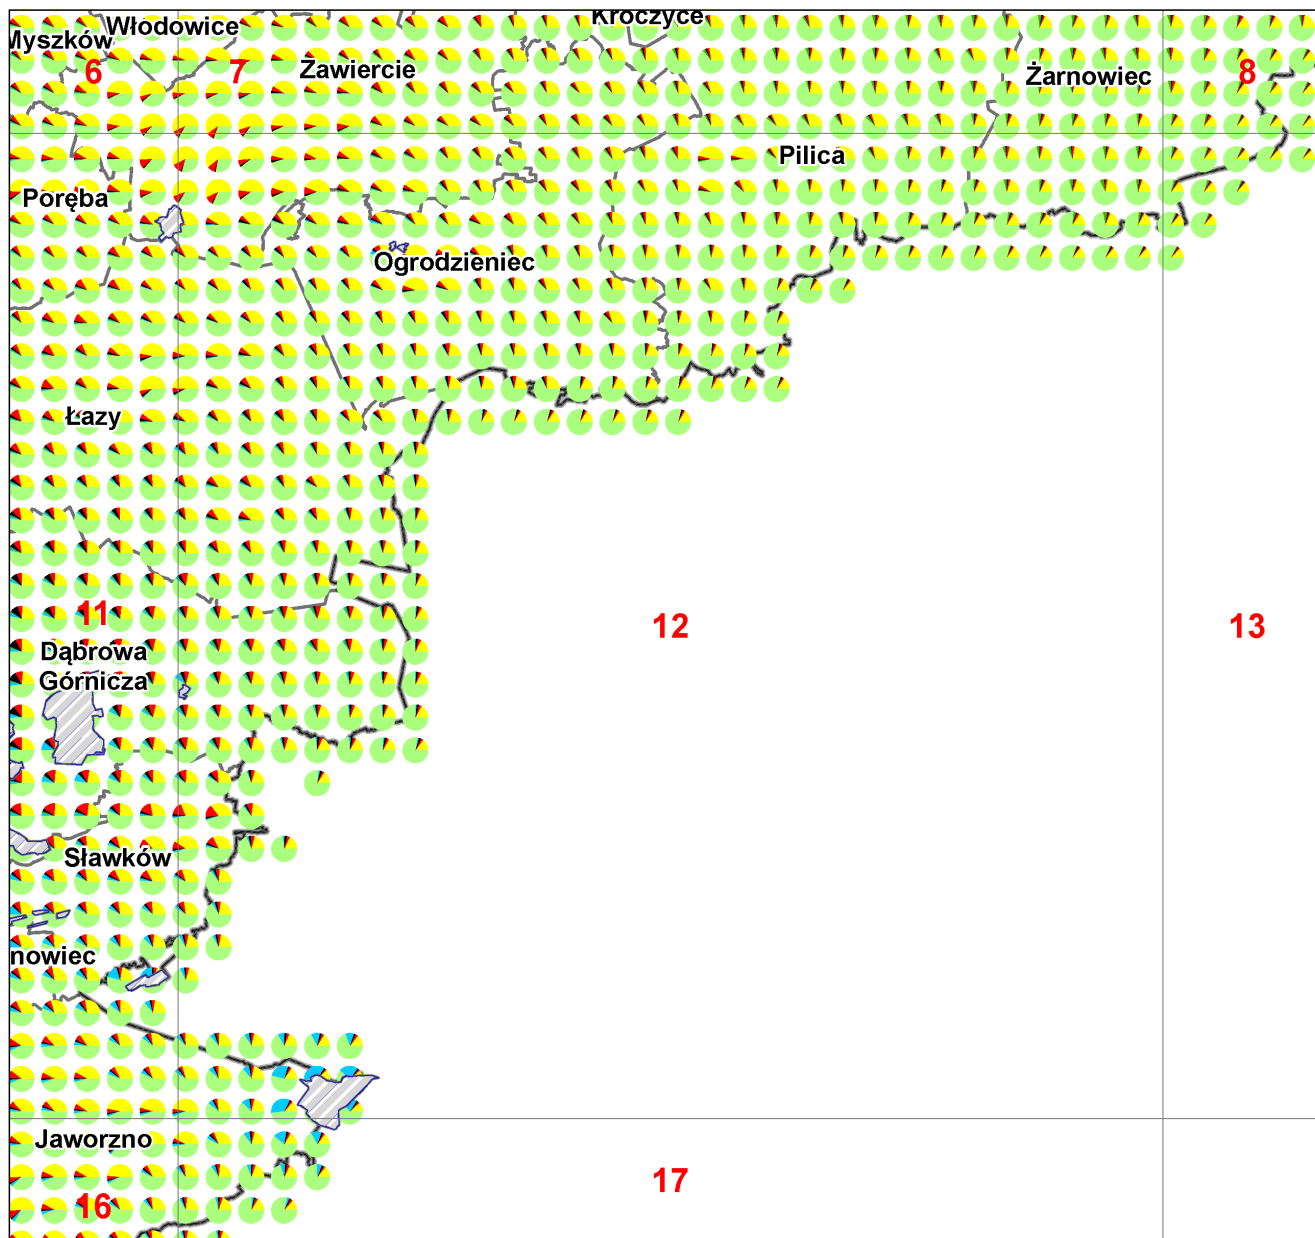 Kroczyce
Włodowice
Myszków
6
7
Zawiercie
Żarnowiec
8
Pilica
Poręba
Ogrodzieniec
Łazy
11
12
13
Dąbrowa
Górnicza
Sławków
nowiec
Jaworzno
16
17